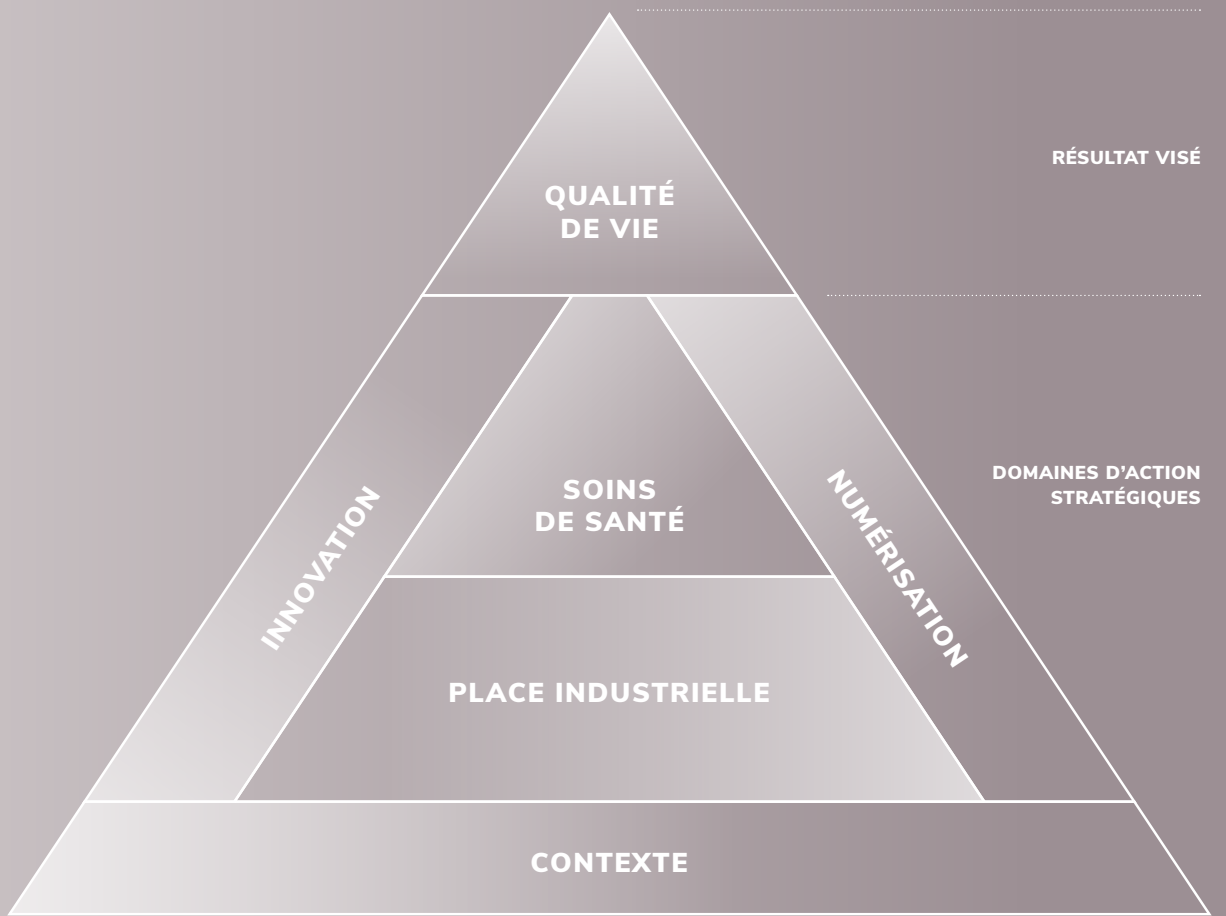 RÉSULTAT VISÉ
QUALITÉ
DE VIE
DOMAINES D’ACTION
STRATÉGIQUES
INNOVATION
SOINS
DE SANTÉ
NUMÉRISATION
PLACE INDUSTRIELLE
CONTEXTE